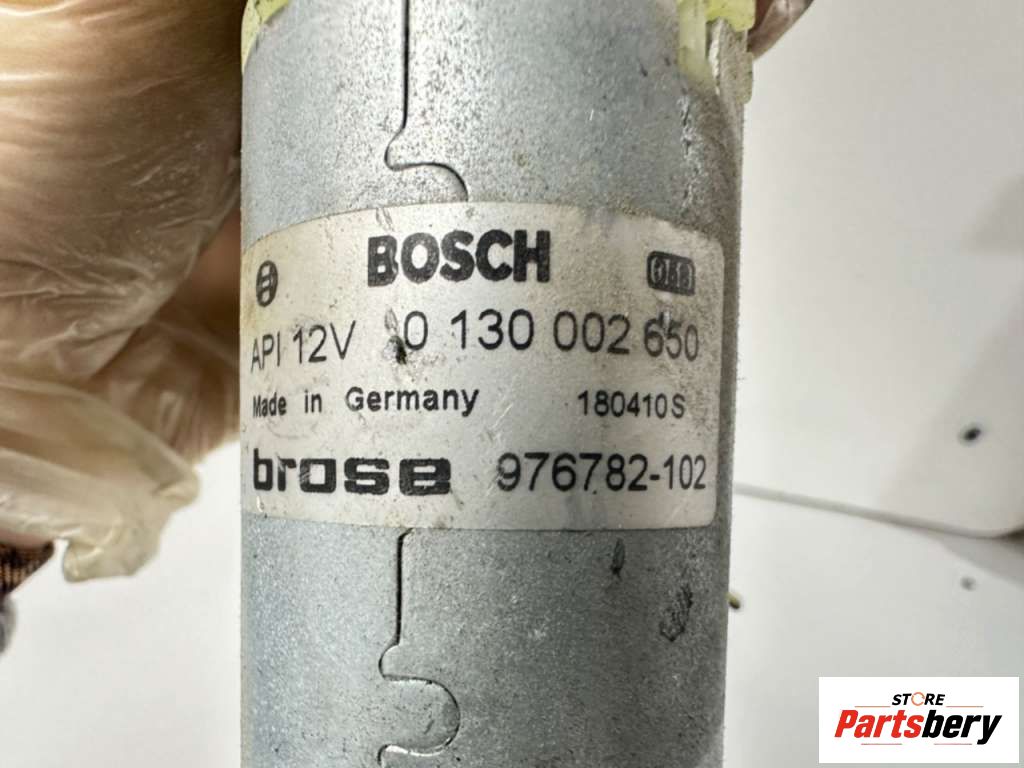 BOSCH
API 12V 0 130 002 650
Made in Germany 180410S
brose 976782-102
STORE
Partsbery